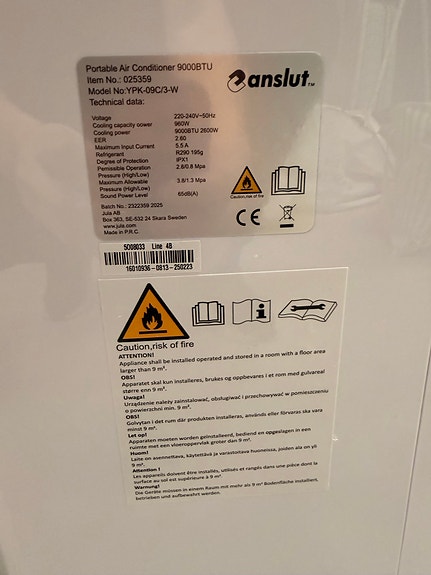 Portable Air Conditioner 9000BTU
Item No.: 025359
Model No:YPK-09C/3-W
Technical data:
anslut™
Voltage 220-240V~50Hz
Cooling capacity oower 960W
Cooling power 9000BTU 2600W
EER 2.60
Maximum Input Current 5.5 A
Refrigerant R290 195g
Degrees of Protection IPX1
Permissible Operation 2.6/0.6 Mpa
Pressure (High/Low)
Maximum Allowable 3.8/1.3 Mpa
Pressure (High/Low)
Sound Power Level 65dB(A)
Caution,risk of fire
Batch No.: 2322359 2025
Jula AB
Box 363, SE-532 24 Skara Sweden
www.jula.com
Made in P.R.C.
CE
5008033 Line 4B
16010936-0813-250223
Caution,risk of fire
ATTENTION!
Appliance shall be installed operated and stored in a room with a floor area
larger than 9 m².
OBS!
Apparatet skal kun installeres, brukes og oppbevares i et rom med gulvareal
større enn 9 m².
Uwaga!
Urządzenie należy zainstalować, obsługiwać i przechowywać w pomieszczeniu
o powierzchni min. 9 m².
OBS!
Golvytan i det rum där produkten installeras, används eller förvaras ska vara
minst 9 m².
Let op!
Apparaten moeten worden geïnstalleerd, bediend en opgeslagen in een
ruimte met een vloeroppervlak groter dan 9 m².
Huom!
Laite on asennettava, käytettävä ja varastoitava huoneissa, joiden ala on yli
9 m².
Attention !
Les appareils doivent être installés, utilisés et rangés dans une pièce dont la
surface au sol est supérieure à 9 m².
Warnung!
Die Geräte müssen in einem Raum mit mehr als 9 m² Bodenfläche installiert,
betrieben und aufbewahrt werden.